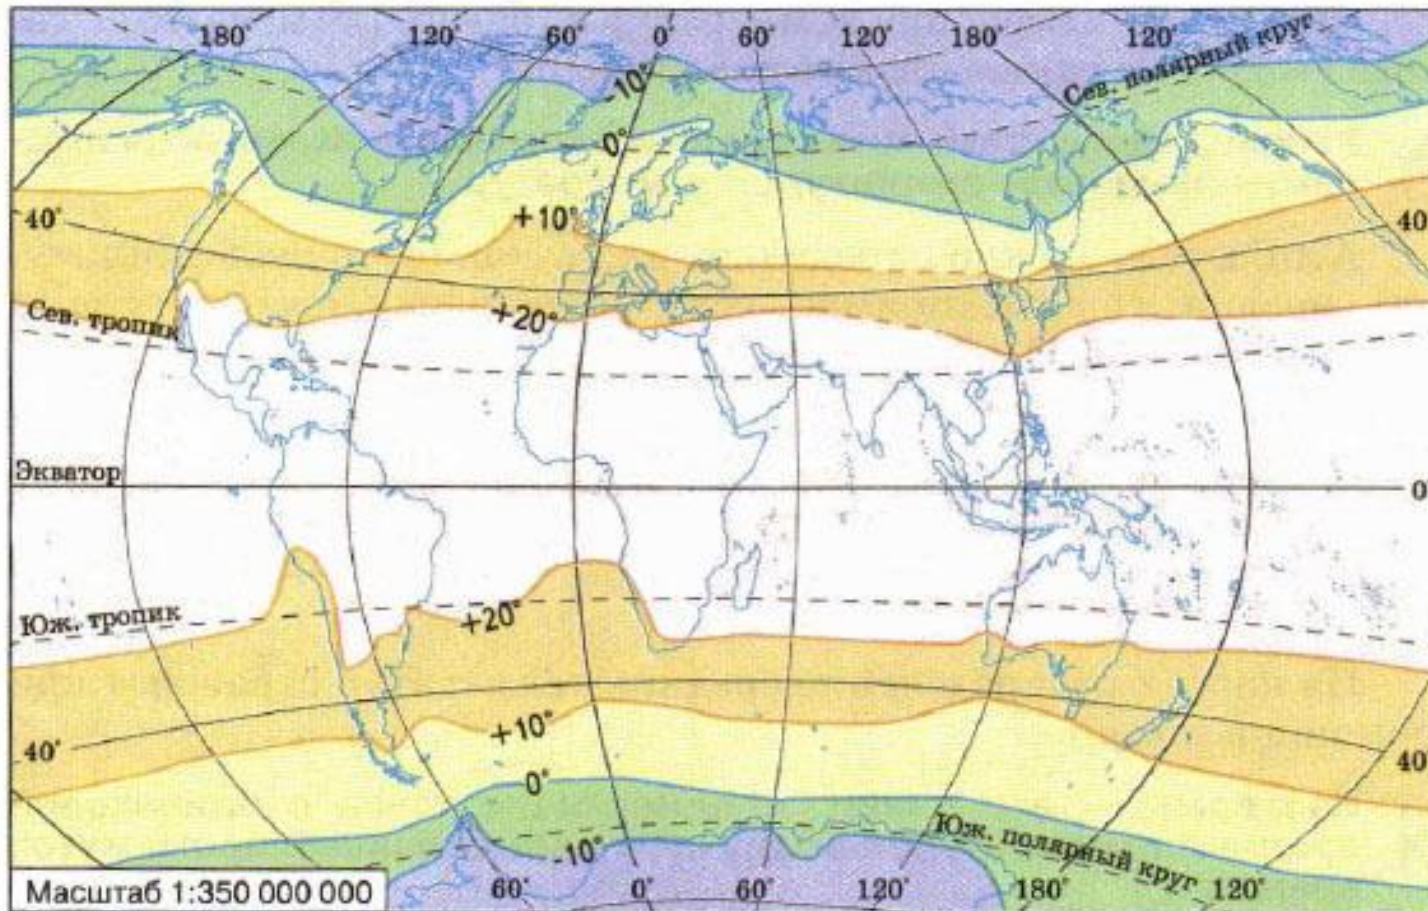 180° 120° 60° 0° 60° 120° 180° 120°
Сев. полярный круг
-10°
0°
+10°
40° 40
+20°
Сев. тропик
Экватор 0
Юж. тропик
+20°
+10°
40° 40
0°
-10°
Юж. полярный круг
Масштаб 1:350 000 000
60° 0° 60° 120° 180° 120°